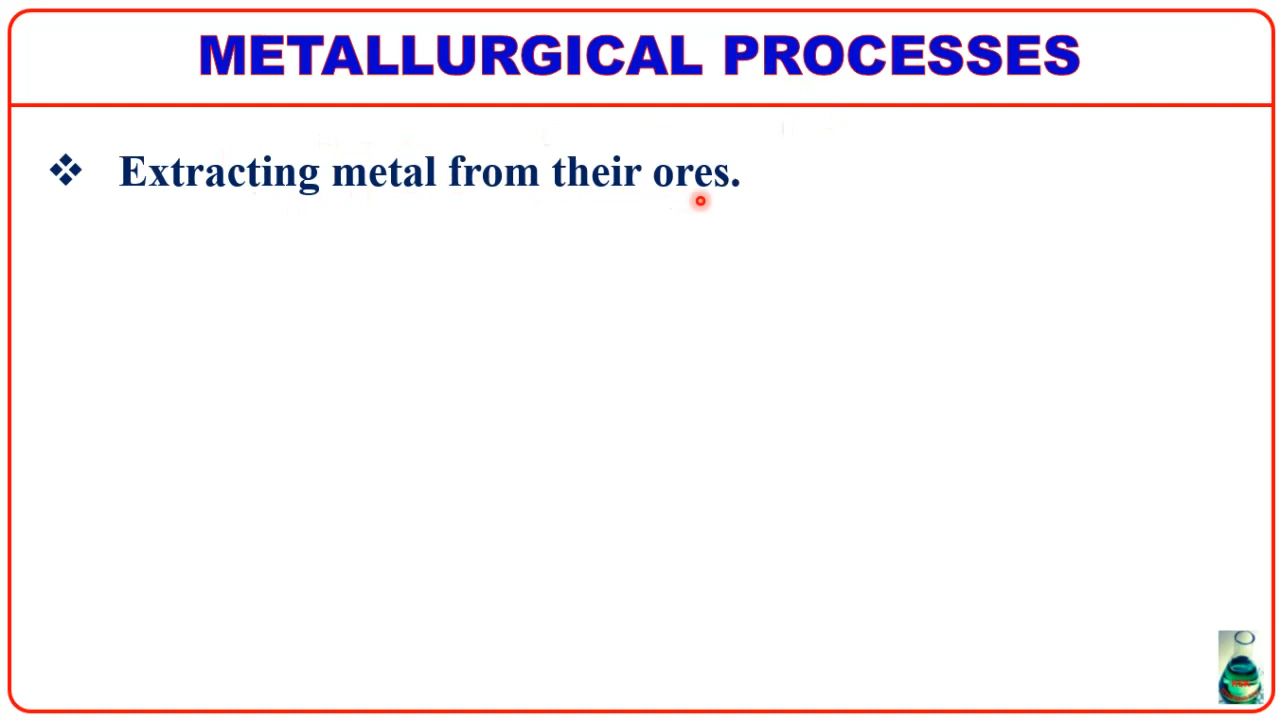 METALLURGICAL PROCESSES
❖ Extracting metal from their ores.